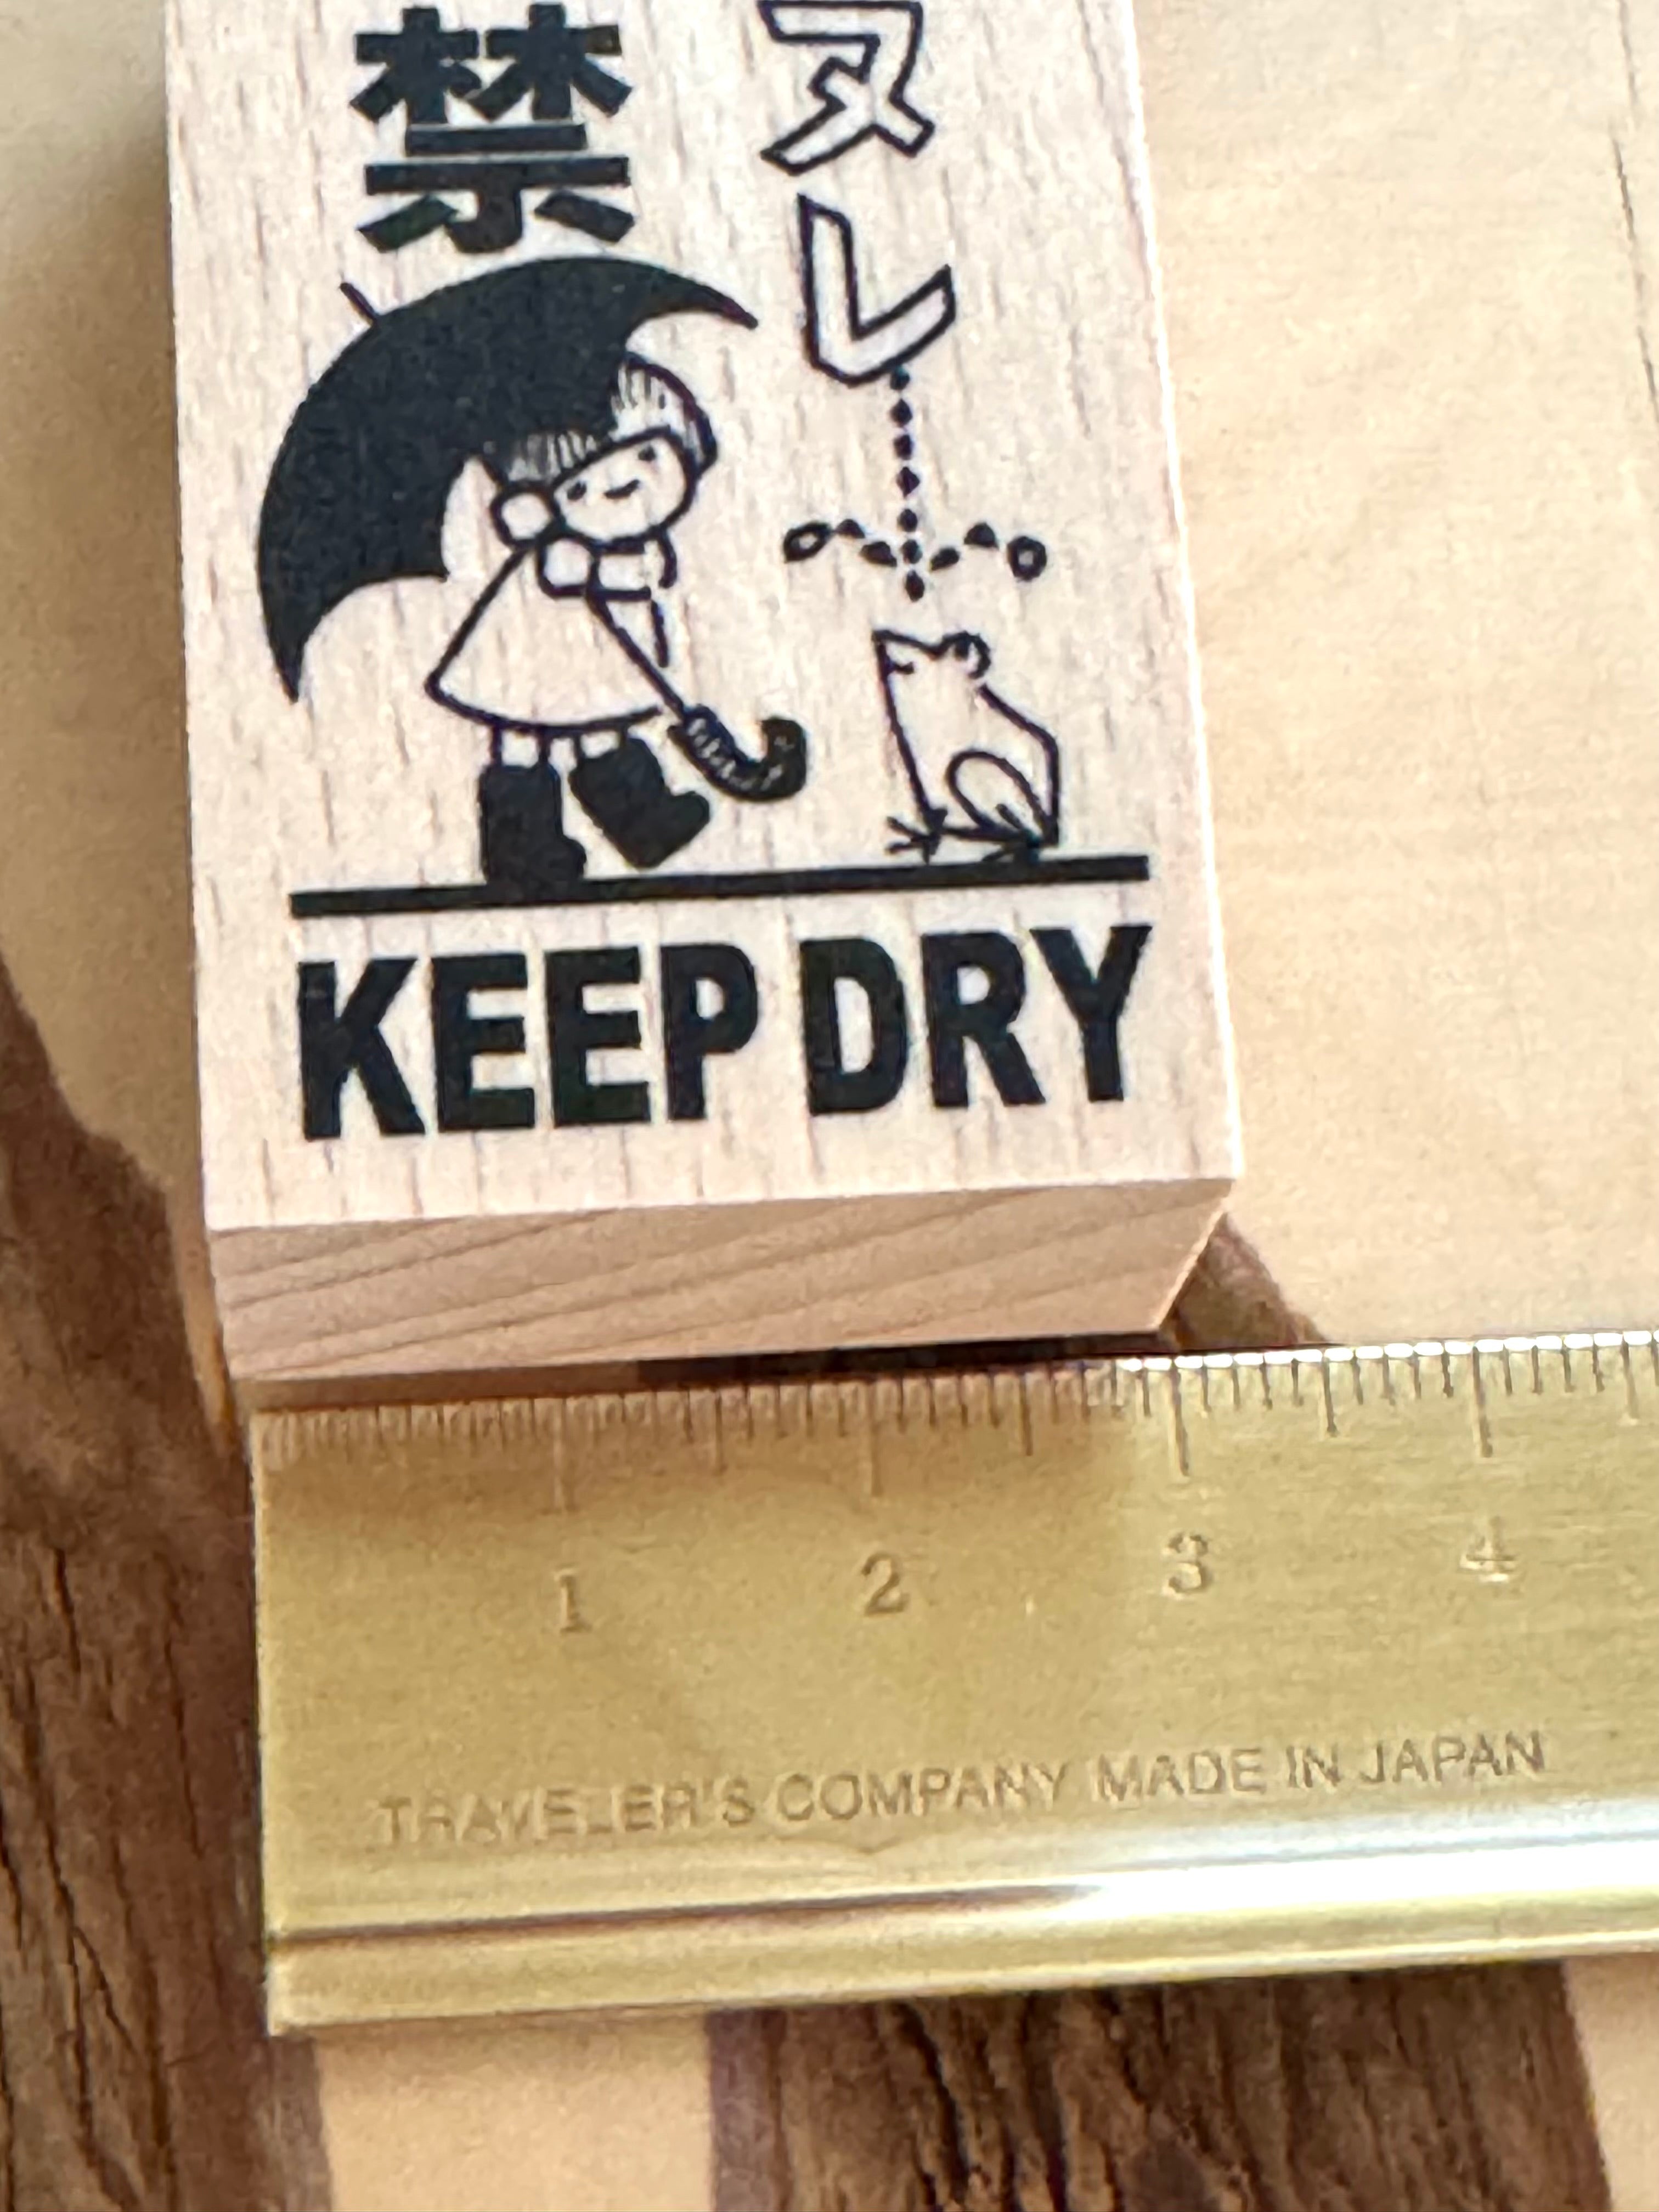 ヌレ
禁
KEEP DRY
1 2 3 4
TRAVELER'S COMPANY MADE IN JAPAN